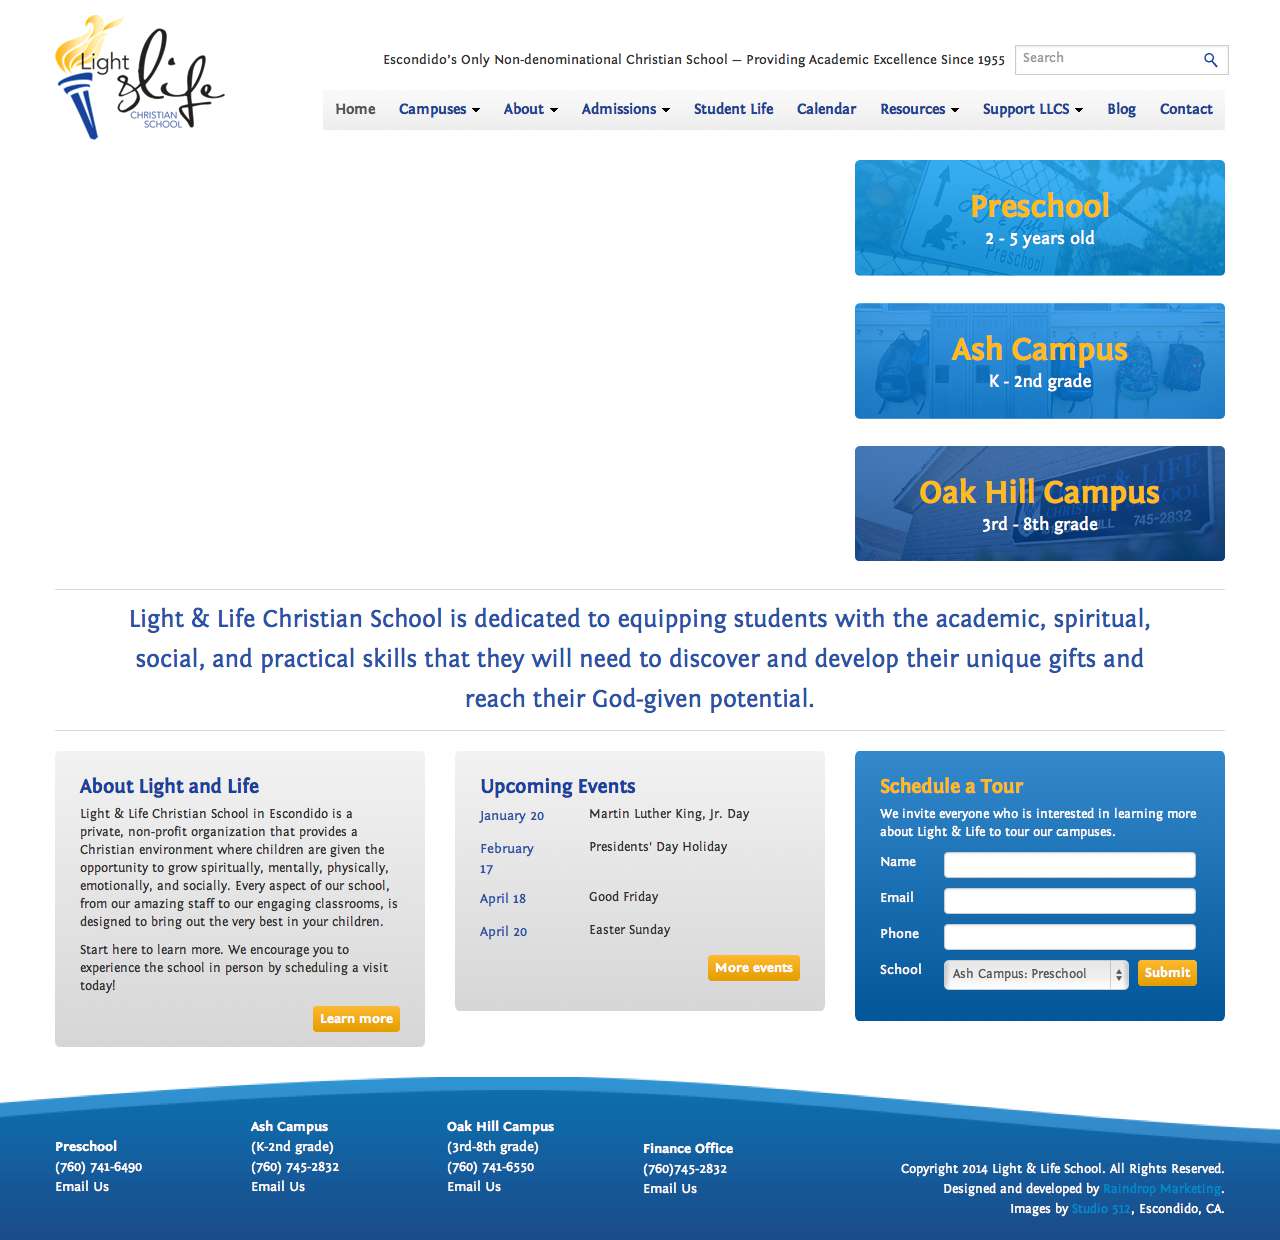 Light
& Life
CHRISTIAN
SCHOOL
Escondido's Only Non-denominational Christian School — Providing Academic Excellence Since 1955
Search
Home Campuses About Admissions Student Life Calendar Resources Support LLCS Blog Contact
Preschool
2 - 5 years old
Preschool
Ash Campus
K - 2nd grade
Oak Hill Campus
3rd - 8th grade
745-2832
Light & Life Christian School is dedicated to equipping students with the academic, spiritual,
social, and practical skills that they will need to discover and develop their unique gifts and
reach their God-given potential.
About Light and Life
Light & Life Christian School in Escondido is a
private, non-profit organization that provides a
Christian environment where children are given the
opportunity to grow spiritually, mentally, physically,
emotionally, and socially. Every aspect of our school,
from our amazing staff to our engaging classrooms, is
designed to bring out the very best in your children.
Start here to learn more. We encourage you to
experience the school in person by scheduling a visit
today!
Learn more
Upcoming Events
January 20 Martin Luther King, Jr. Day
February Presidents' Day Holiday
17
April 18 Good Friday
April 20 Easter Sunday
More events
Schedule a Tour
We invite everyone who is interested in learning more
about Light & Life to tour our campuses.
Name
Email
Phone
School Ash Campus: Preschool Submit
Preschool
(760) 741-6490
Email Us
Ash Campus
(K-2nd grade)
(760) 745-2832
Email Us
Oak Hill Campus
(3rd-8th grade)
(760) 741-6550
Email Us
Finance Office
(760)745-2832
Email Us
Copyright 2014 Light & Life School. All Rights Reserved.
Designed and developed by Raindrop Marketing.
Images by Studio 512, Escondido, CA.